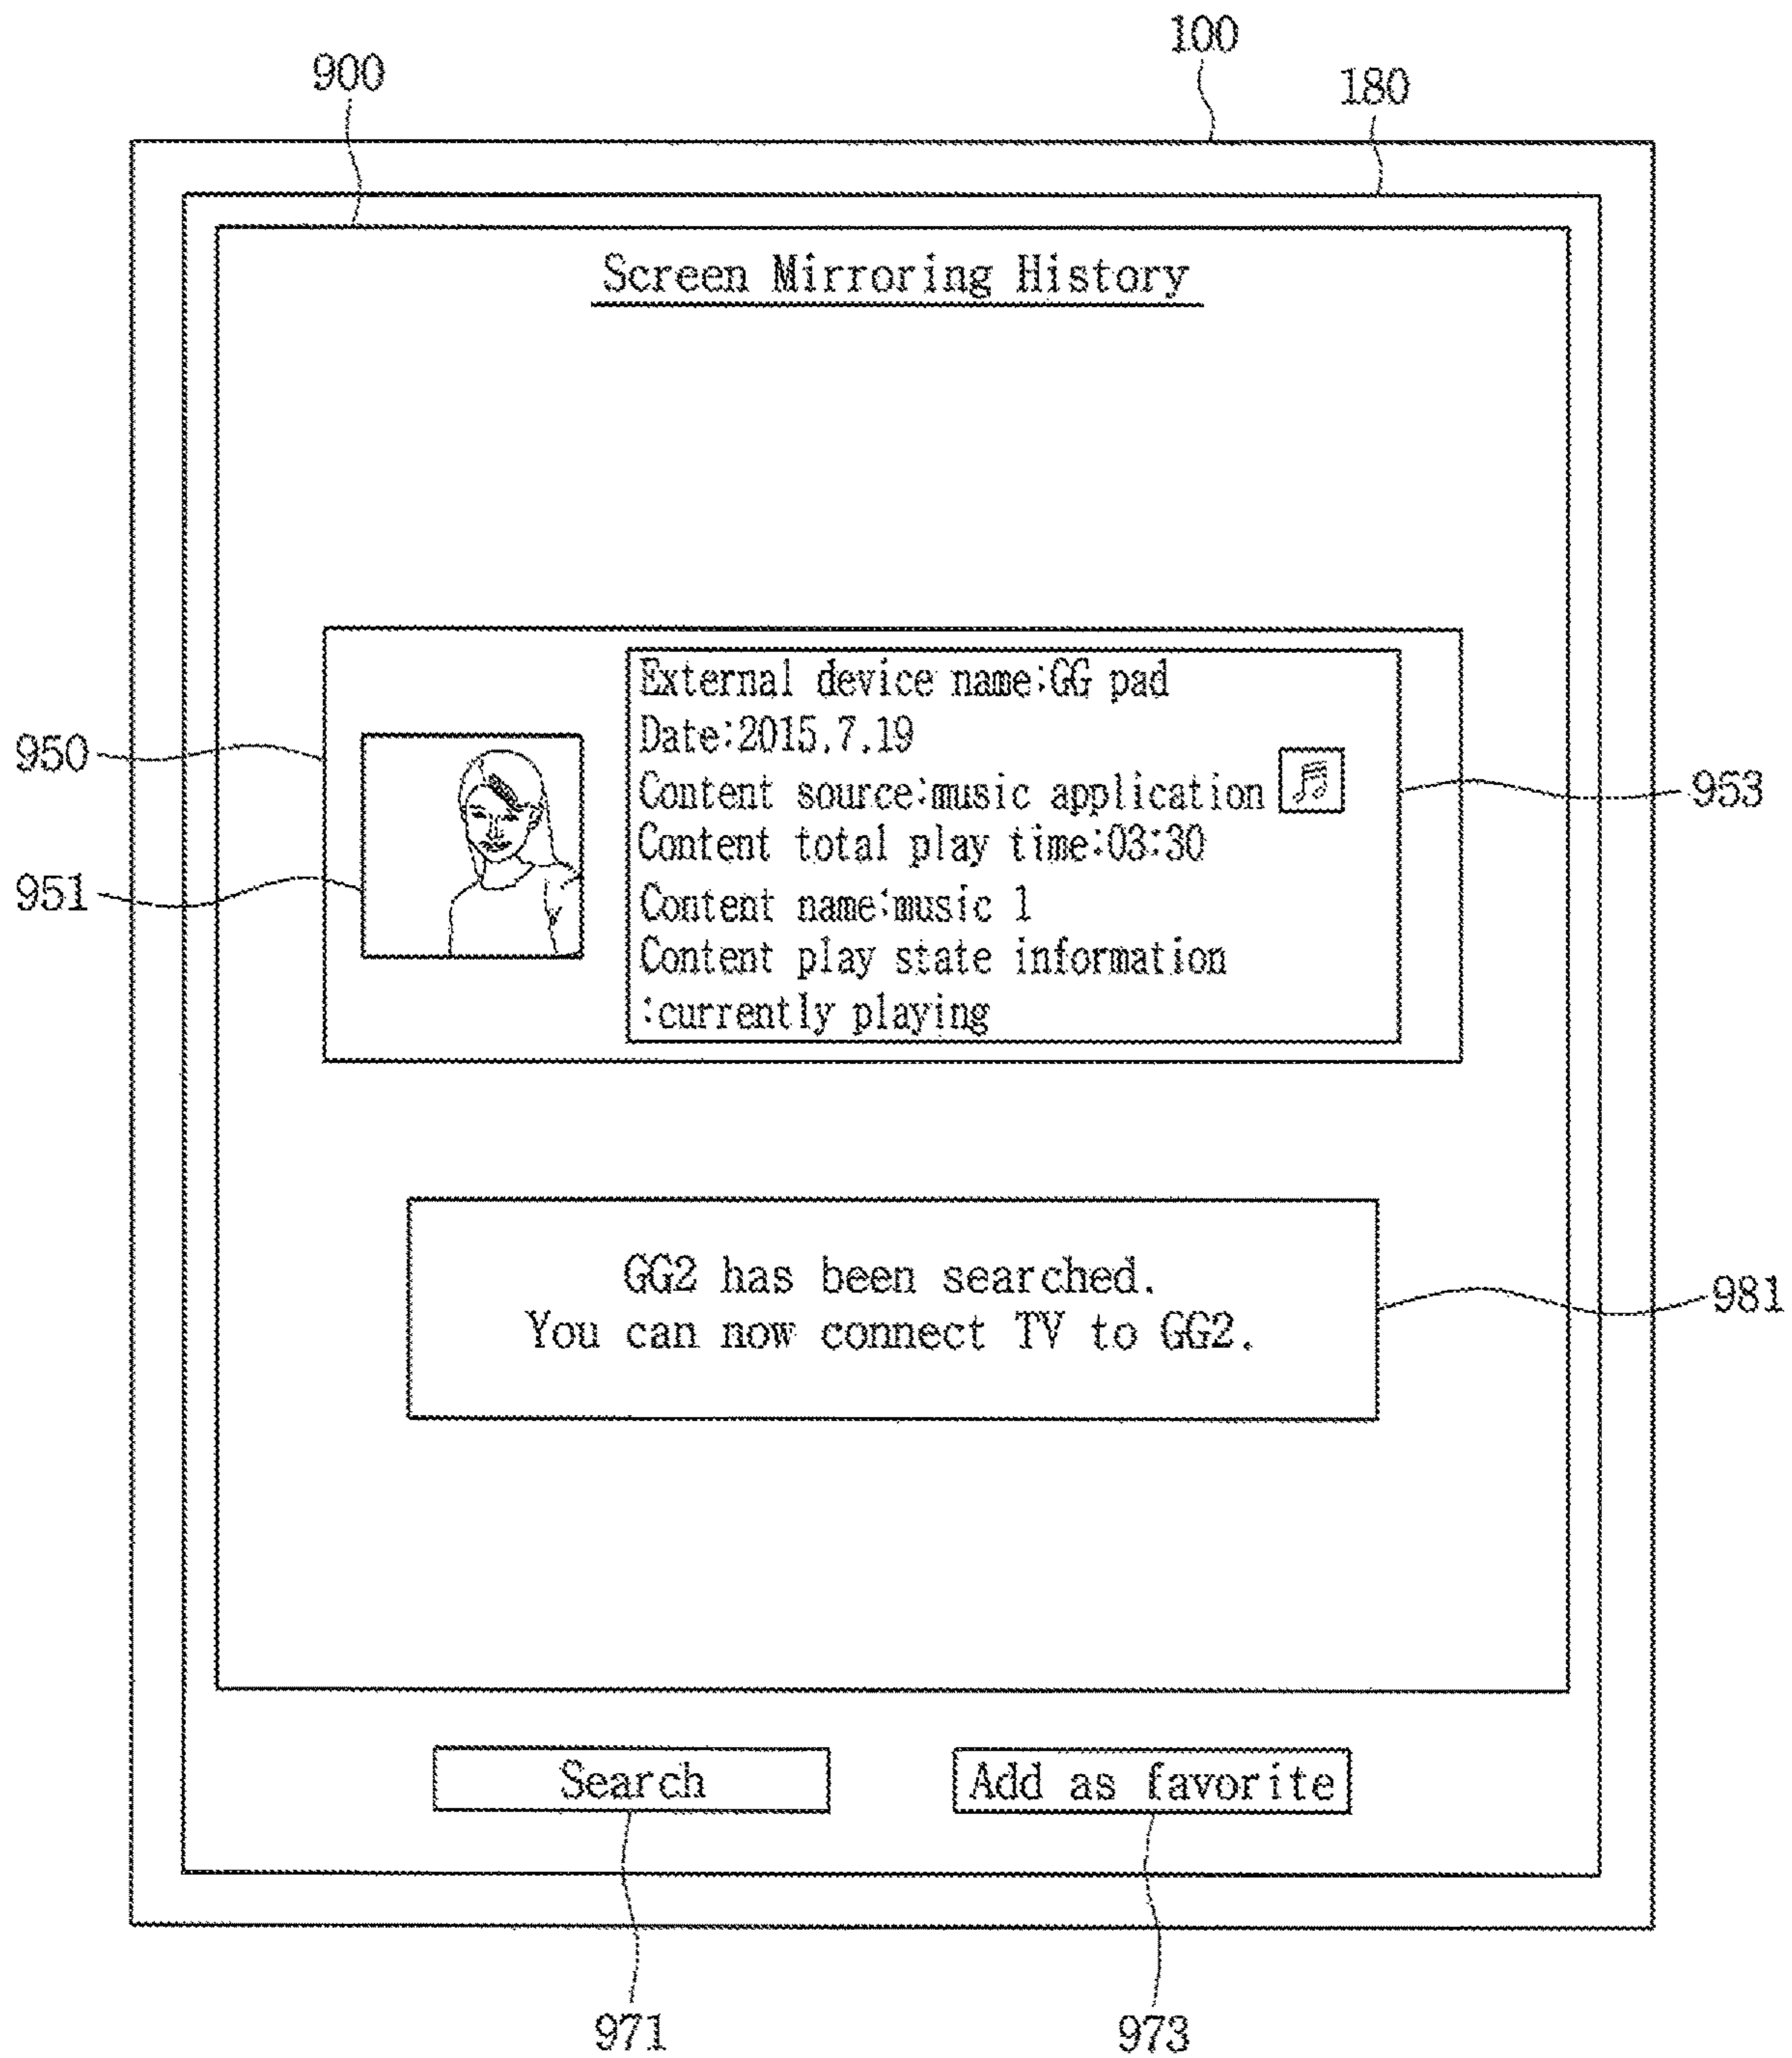 100
900
180
Screen Mirroring History
External device name:GG pad
Date:2015.7.19
950
Content source:music application
953
Content total play time:03:30
951
Content name:music 1
Content play state information
:currently playing
GG2 has been searched.
981
You can now connect TV to GG2.
Search
Add as favorite
971
973